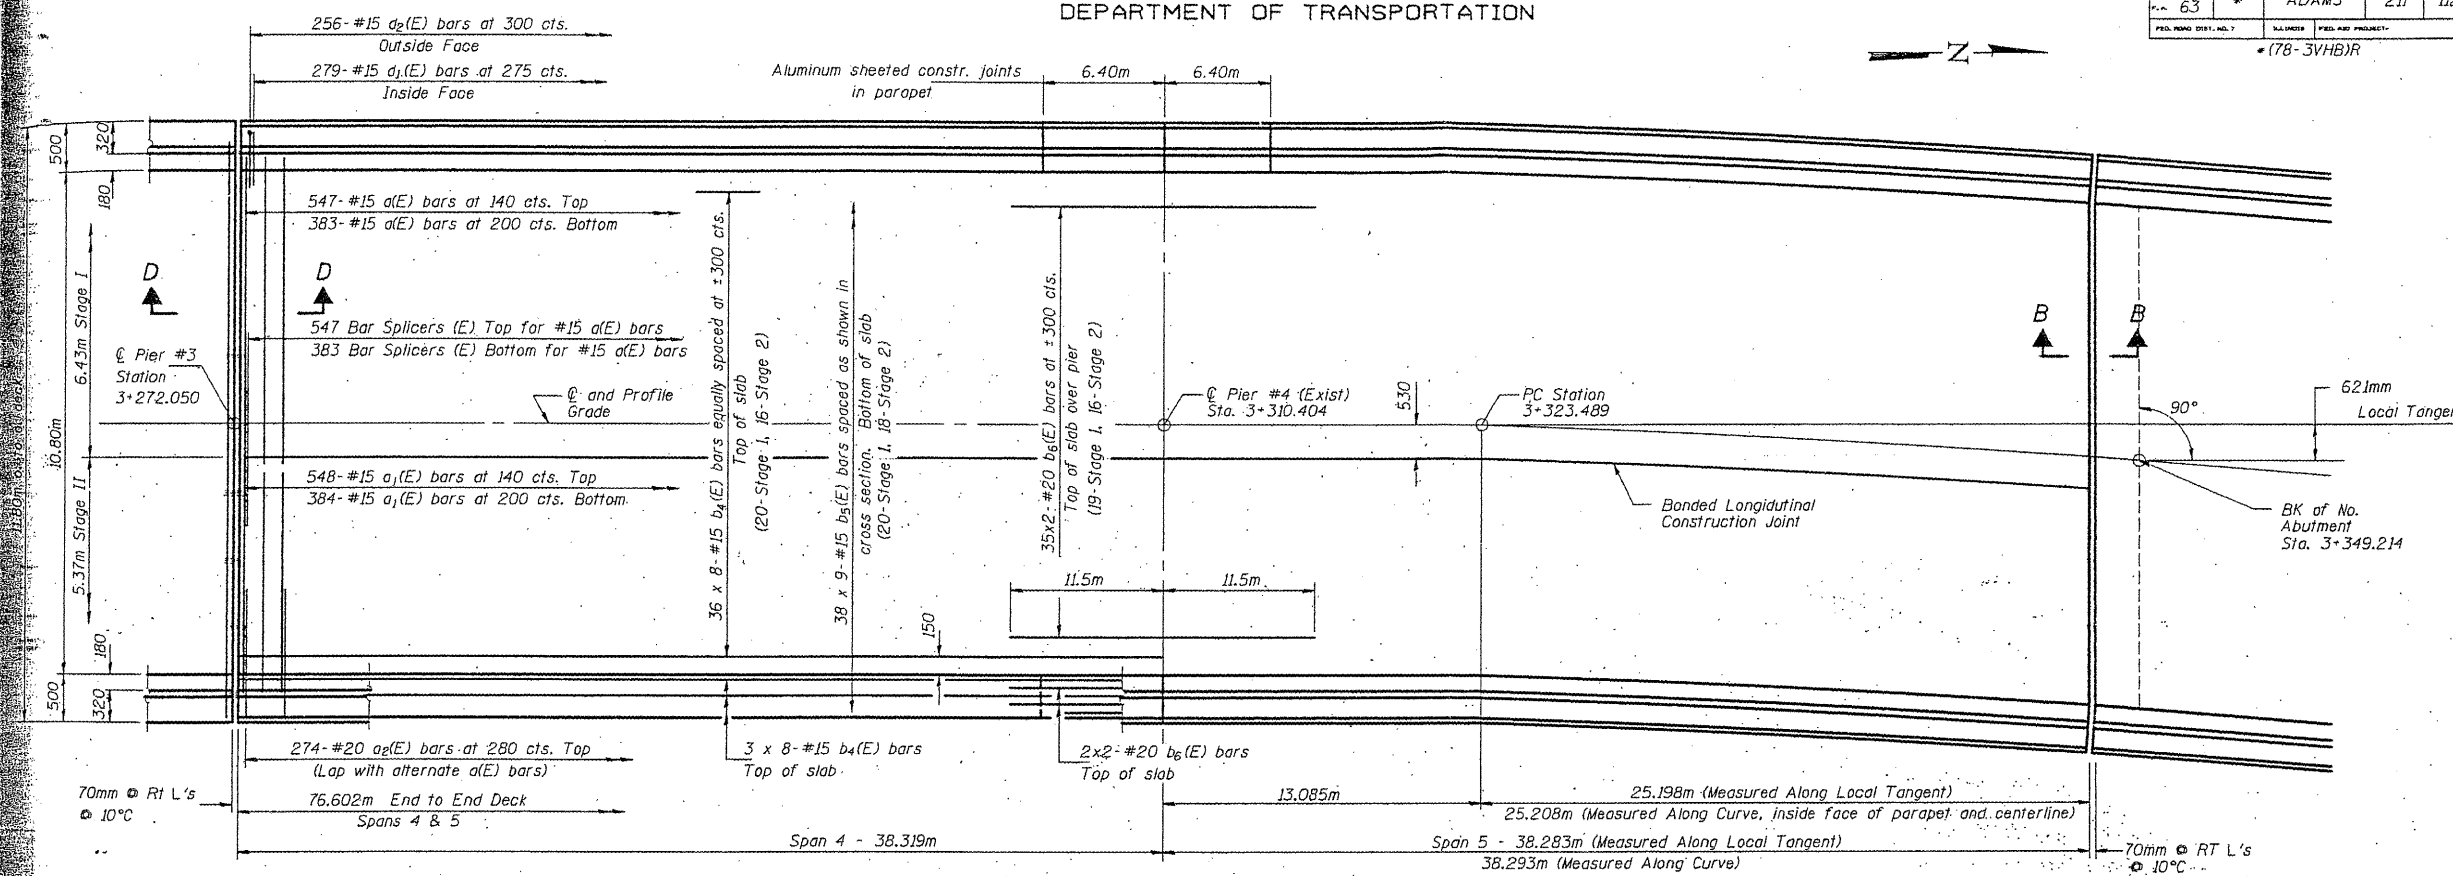 DEPARTMENT OF TRANSPORTATION
63 * ADAMS 211
FED. ROAD DIST. NO. 7 ILLINOIS FED. AID PROJECT-
*(78-3VHB)R
Z
256-#15 d2(E) bars at 300 cts.
Outside Face
279-#15 d1(E) bars at 275 cts.
Inside Face
Aluminum sheeted constr. joints
in parapet
6.40m
6.40m
500
320
180
547-#15 a(E) bars at 140 cts. Top
383-#15 a(E) bars at 200 cts. Bottom
D
D
B
B
547 Bar Splicers (E) Top for #15 a(E) bars
383 Bar Splicers (E) Bottom for #15 a(E) bars
℄ Pier #3
Station
3+272.050
℄ and Profile
Grade
6.43m Stage I
10.80m
5.37m Stage II
548-#15 a1(E) bars at 140 cts. Top
384-#15 a1(E) bars at 200 cts. Bottom
36 x 8-#15 b4(E) bars equally spaced at ±300 cts.
Top of slab
(20-Stage 1, 16-Stage 2)
38 x 9-#15 b5(E) bars spaced as shown in
cross section. Bottom of slab
(20-Stage 1, 18-Stage 2)
35x2-#20 b6(E) bars at ±300 cts.
Top of slab over pier
(19-Stage 1, 16-Stage 2)
℄ Pier #4 (Exist)
Sta. 3+310.404
530
PC Station
3+323.489
90°
621mm
Local Tangen
Bonded Longidutinal
Construction Joint
BK of No.
Abutment
Sta. 3+349.214
11.5m
11.5m
150
180
500
320
274-#20 a2(E) bars at 280 cts. Top
(Lap with alternate a(E) bars)
3 x 8-#15 b4(E) bars
Top of slab
2x2-#20 b6(E) bars
Top of slab
70mm @ Rt L's
@ 10°C
76.602m End to End Deck
Spans 4 & 5
13.085m
25.198m (Measured Along Local Tangent)
25.208m (Measured Along Curve, inside face of parapet and centerline)
Span 4 - 38.319m
Span 5 - 38.283m (Measured Along Local Tangent)
38.293m (Measured Along Curve)
70mm @ RT L's
@ 10°C